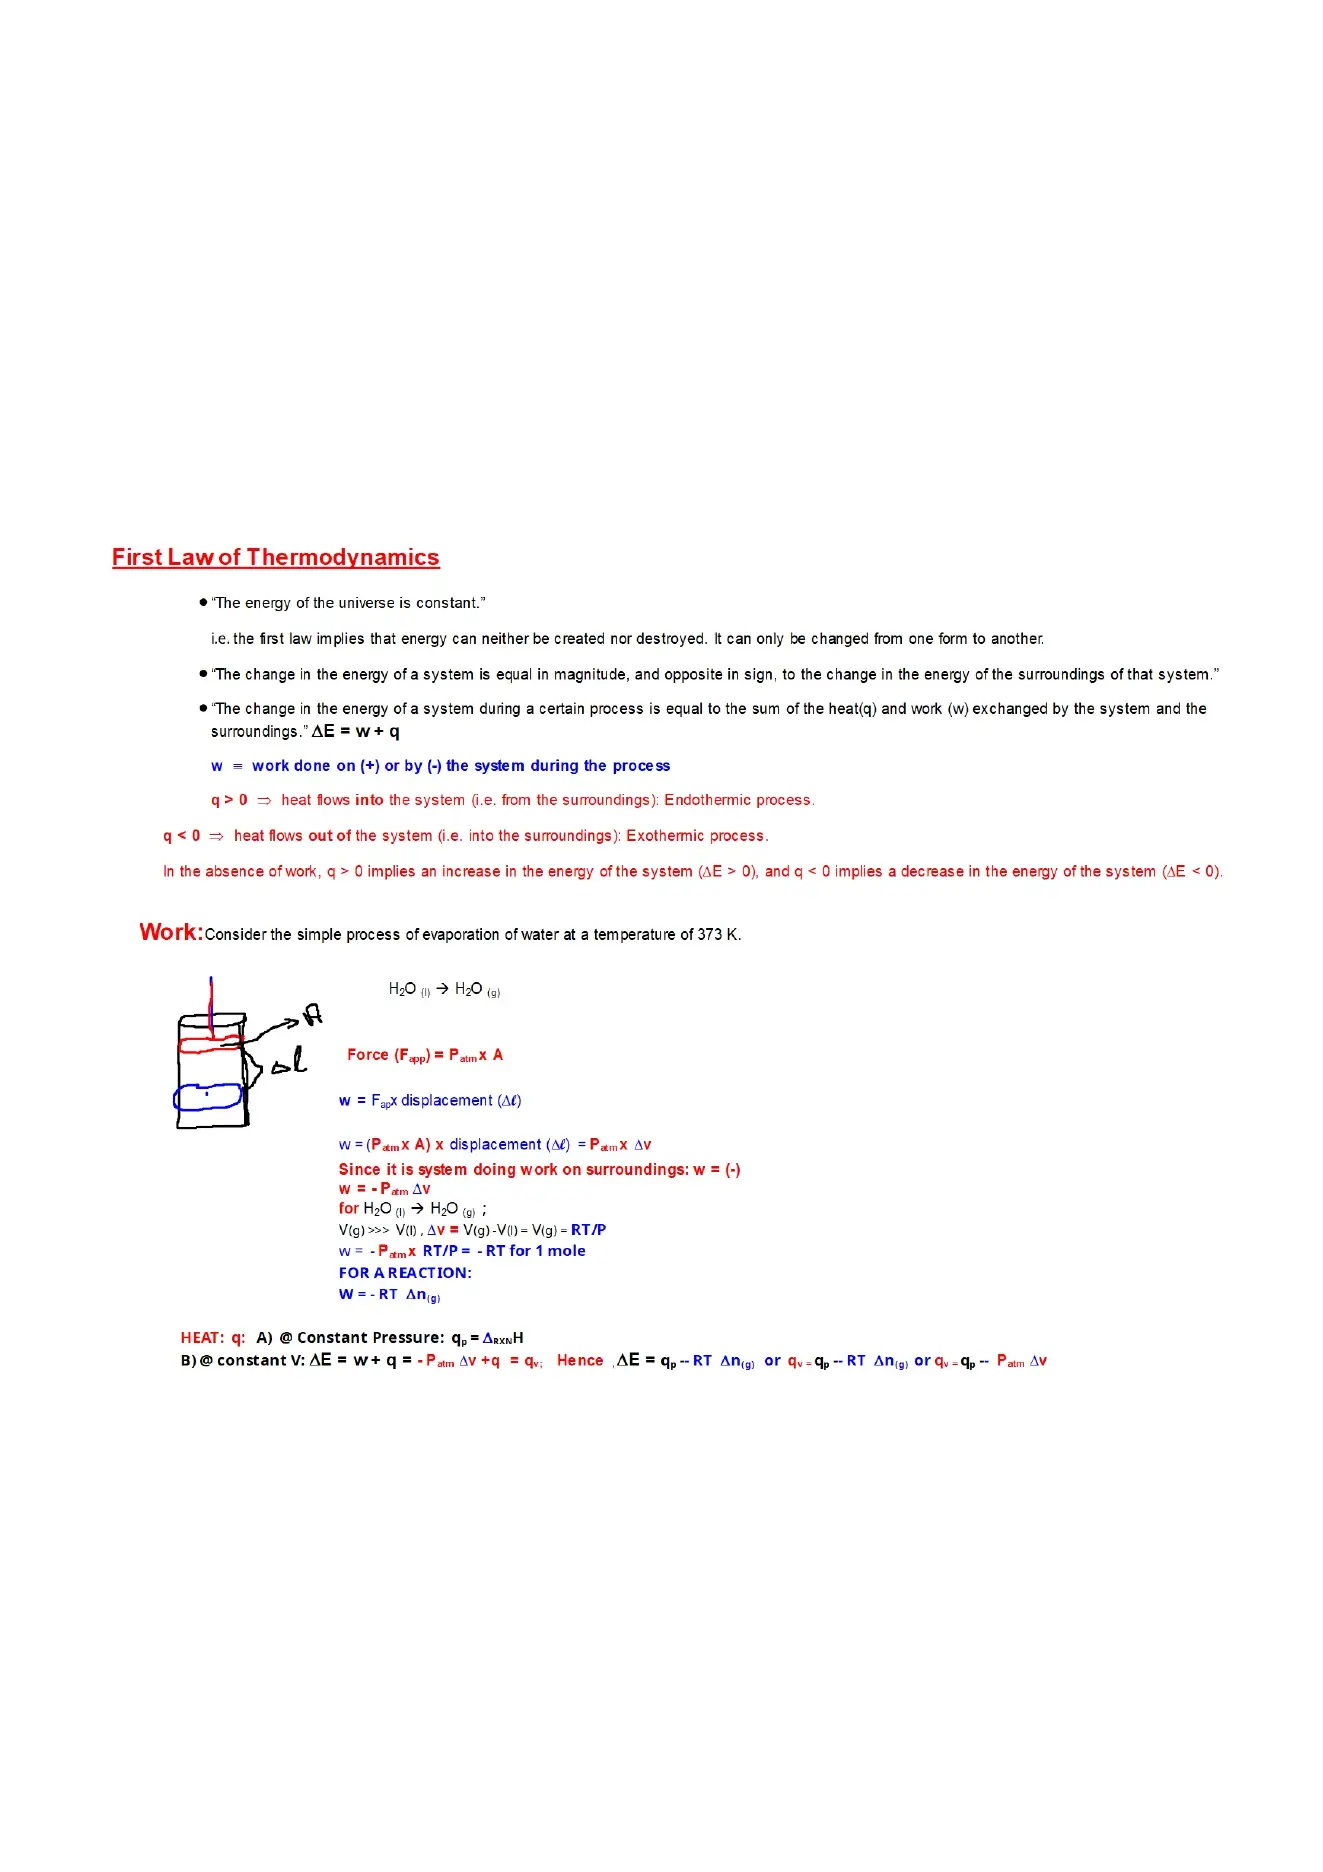 First Law of Thermodynamics
● “The energy of the universe is constant.”
i.e. the first law implies that energy can neither be created nor destroyed. It can only be changed from one form to another.
● “The change in the energy of a system is equal in magnitude, and opposite in sign, to the change in the energy of the surroundings of that system.”
● “The change in the energy of a system during a certain process is equal to the sum of the heat(q) and work (w) exchanged by the system and the
surroundings.” ΔE = w + q
w ≡ work done on (+) or by (-) the system during the process
q > 0 ⇒ heat flows into the system (i.e. from the surroundings): Endothermic process.
q < 0 ⇒ heat flows out of the system (i.e. into the surroundings): Exothermic process.
In the absence of work, q > 0 implies an increase in the energy of the system (ΔE > 0), and q < 0 implies a decrease in the energy of the system (ΔE < 0).
Work:Consider the simple process of evaporation of water at a temperature of 373 K.
H₂O (l) → H₂O (g)
A
Δl
Force (Fapp) = Patm x A
w = Fapx displacement (Δℓ)
w = (Patm x A) x displacement (Δℓ) = Patm x Δv
Since it is system doing work on surroundings: w = (-)
w = - Patm Δv
for H₂O (l) → H₂O (g) ;
V(g) >>> V(l) , Δv = V(g) -V(l) = V(g) = RT/P
w = - Patm x RT/P = - RT for 1 mole
FOR A REACTION:
W = - RT Δn(g)
HEAT: q: A) @ Constant Pressure: qp = ΔRXNH
B) @ constant V: ΔE = w + q = - Patm Δv +q = qv; Hence , ΔE = qp -- RT Δn(g) or qv = qp -- RT Δn(g) or qv = qp -- Patm Δv